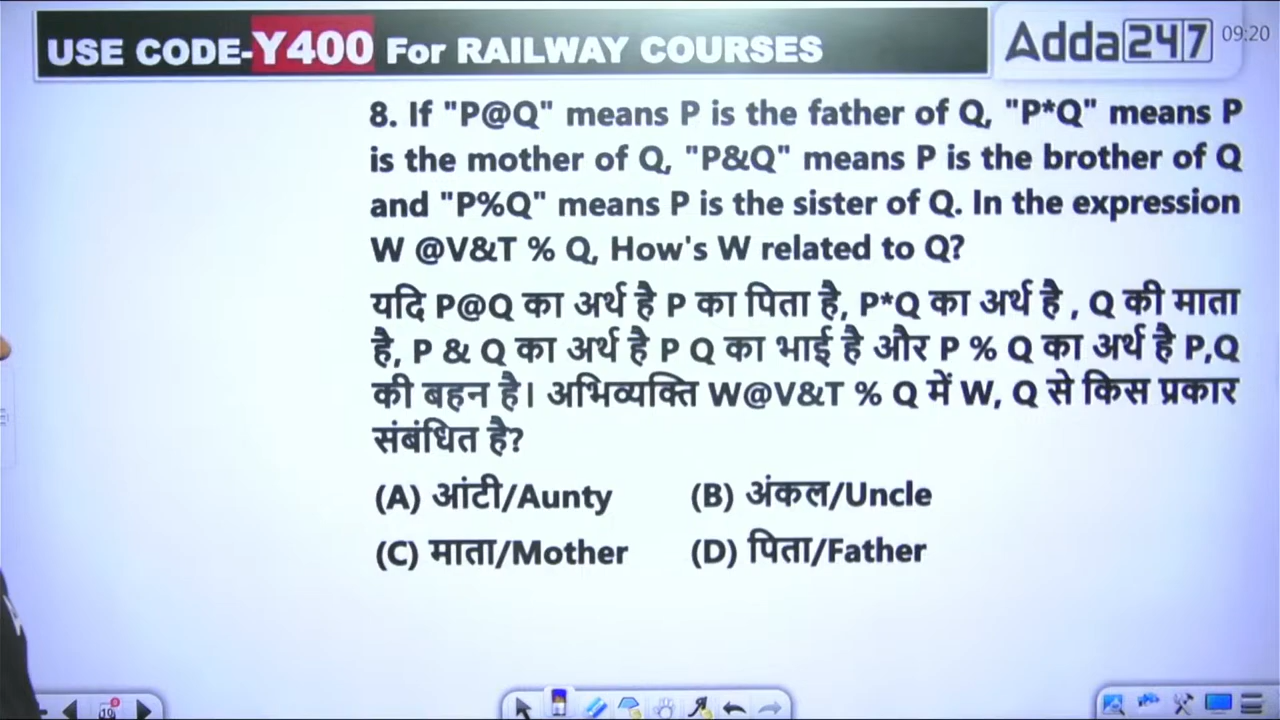 USE CODE-Y400 For RAILWAY COURSES
Adda247
09:20
8. If "P@Q" means P is the father of Q, "P*Q" means P
is the mother of Q, "P&Q" means P is the brother of Q
and "P%Q" means P is the sister of Q. In the expression
W @V&T % Q, How's W related to Q?
यदि P@Q का अर्थ है P का पिता है, P*Q का अर्थ है , Q की माता
है, P & Q का अर्थ है P Q का भाई है और P % Q का अर्थ है P,Q
की बहन है। अभिव्यक्ति W@V&T % Q में W, Q से किस प्रकार
संबंधित है?
(A) आंटी/Aunty (B) अंकल/Uncle
(C) माता/Mother (D) पिता/Father